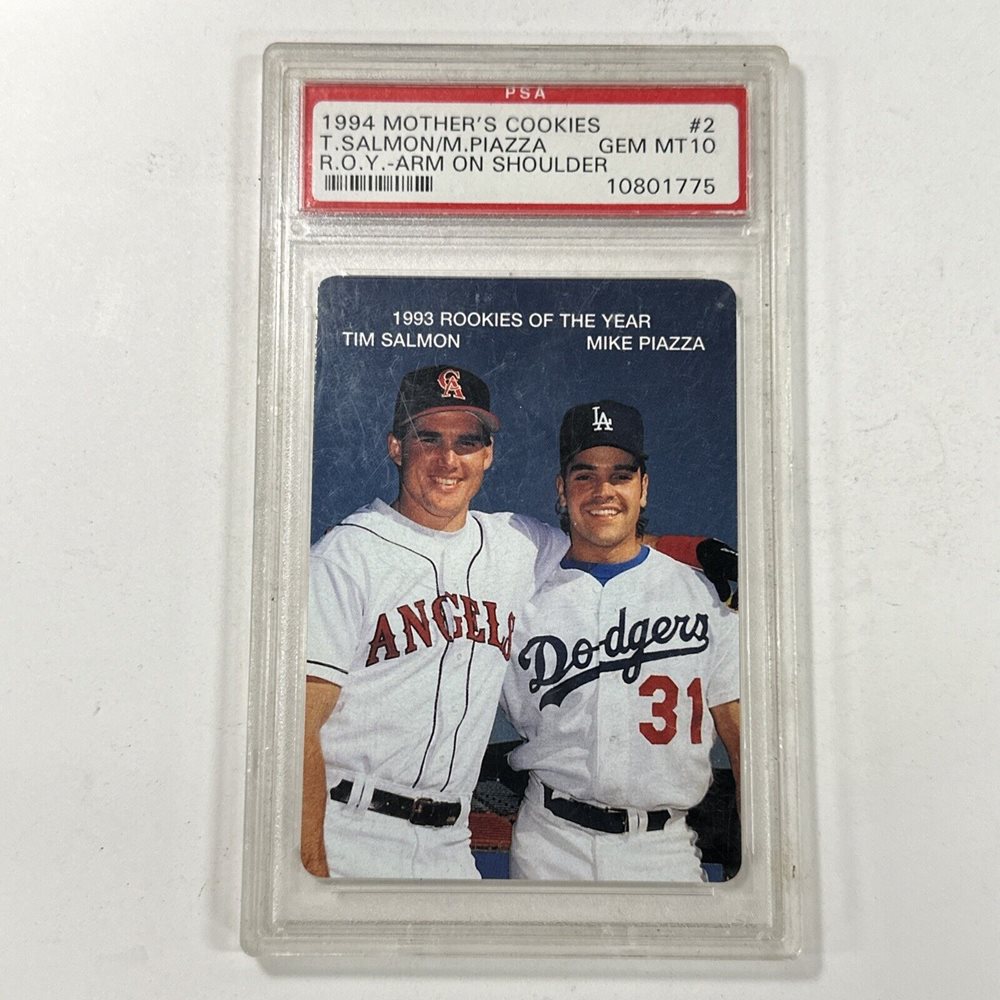 PSA
1994 MOTHER'S COOKIES #2
T.SALMON/M.PIAZZA GEM MT10
R.O.Y.-ARM ON SHOULDER
10801775
1993 ROOKIES OF THE YEAR
TIM SALMON MIKE PIAZZA
CA
LA
ANGELS
Dodgers
31